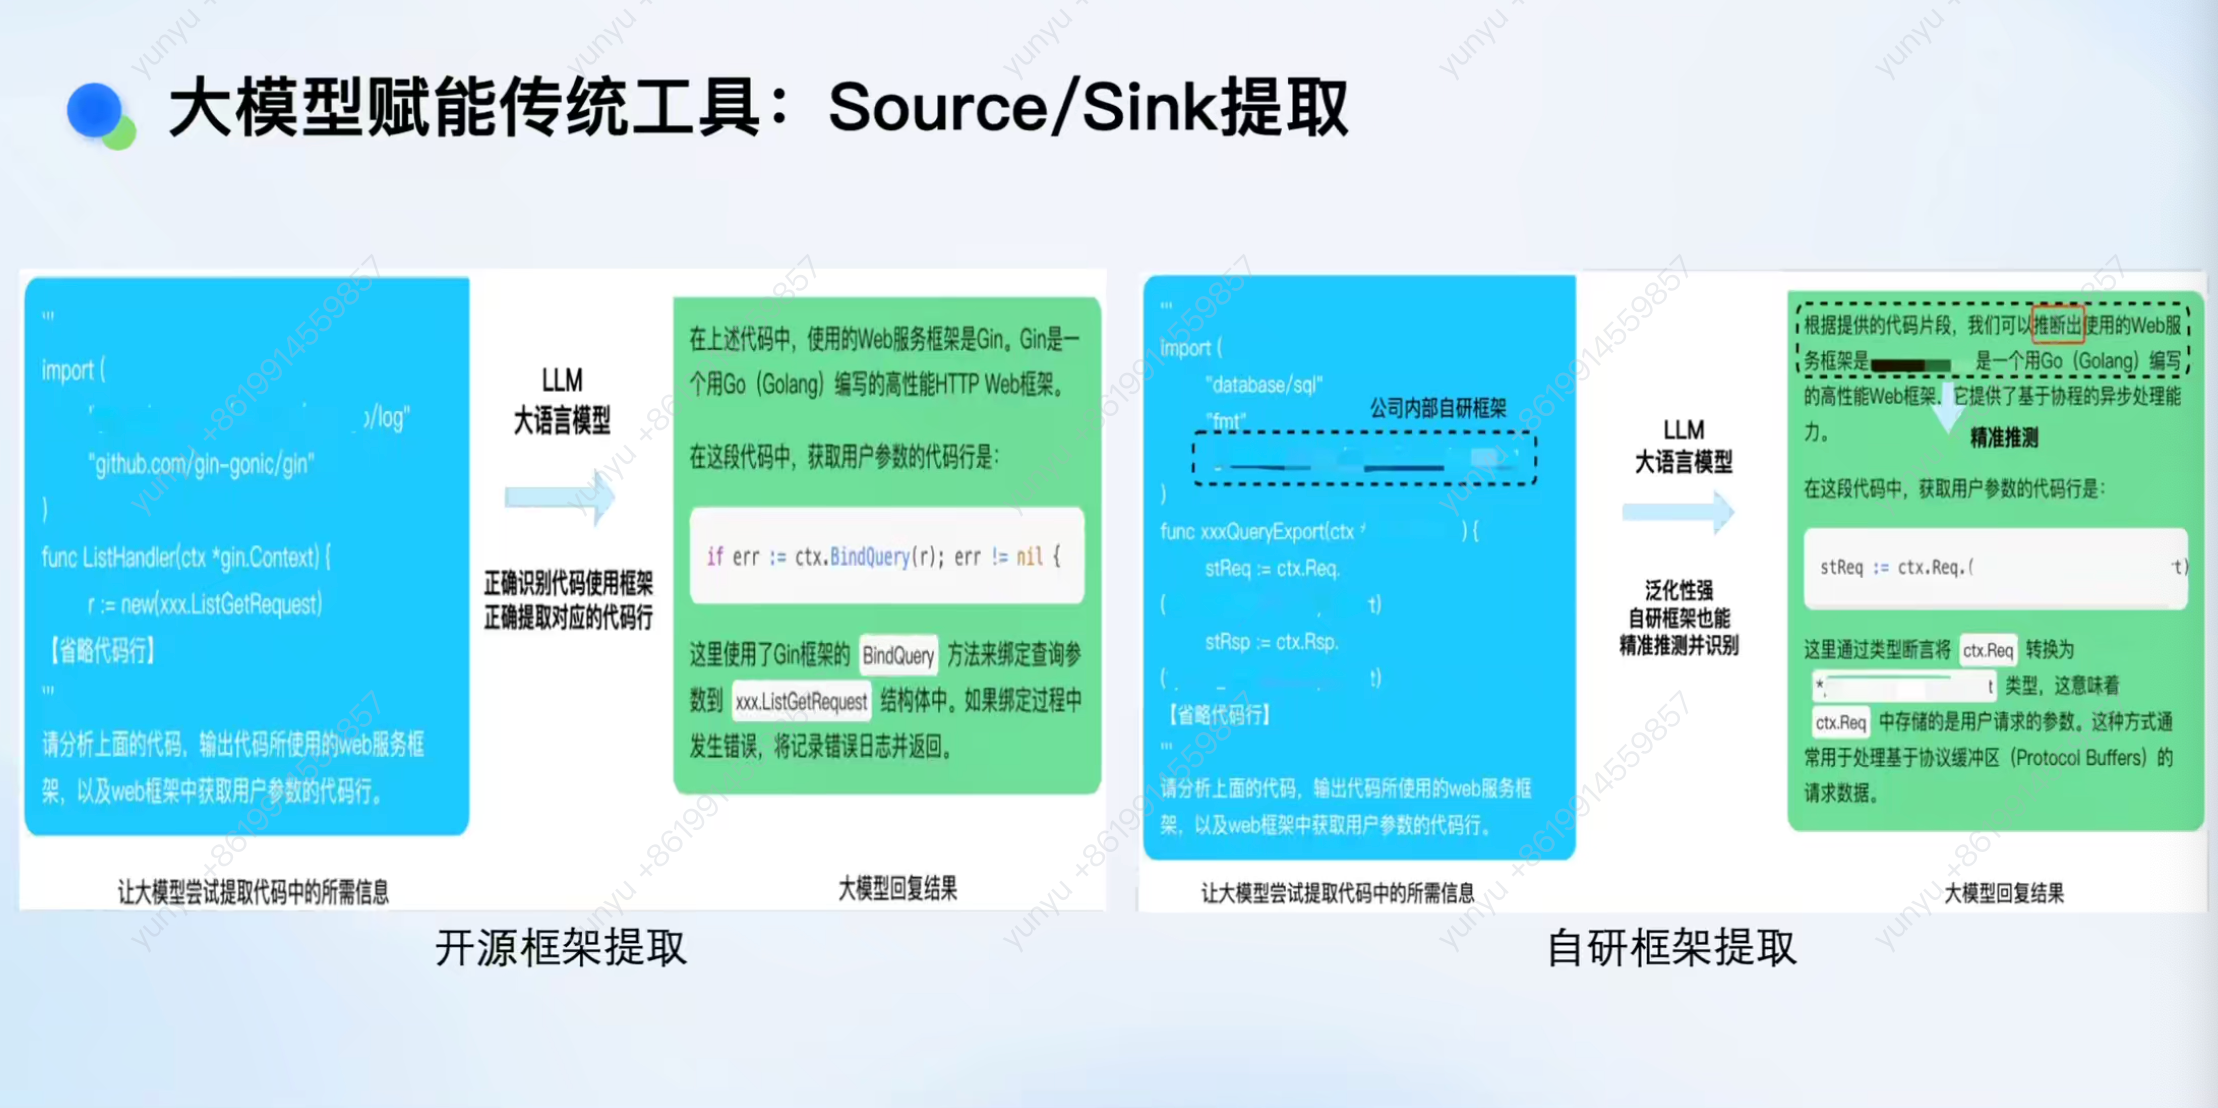 大模型赋能传统工具：Source/Sink提取
'''
import (
/log"
"github.com/gin-gonic/gin"
)
func ListHandler(ctx *gin.Context) {
r := new(xxx.ListGetRequest)
【省略代码行】
'''
请分析上面的代码，输出代码所使用的web服务框
架，以及web框架中获取用户参数的代码行。
让大模型尝试提取代码中的所需信息
LLM
大语言模型
正确识别代码使用框架
正确提取对应的代码行
在上述代码中，使用的Web服务框架是Gin。Gin是一
个用Go（Golang）编写的高性能HTTP Web框架。
在这段代码中，获取用户参数的代码行是：
if err := ctx.BindQuery(r); err != nil {
这里使用了Gin框架的 BindQuery 方法来绑定查询参
数到 xxx.ListGetRequest 结构体中。如果绑定过程中
发生错误，将记录错误日志并返回。
大模型回复结果
开源框架提取
'''
import (
"database/sql"
"fmt"
公司内部自研框架
)
func xxxQueryExport(ctx * ) {
stReq := ctx.Req.
( t)
stRsp := ctx.Rsp.
( t)
【省略代码行】
'''
请分析上面的代码，输出代码所使用的web服务框
架，以及web框架中获取用户参数的代码行。
让大模型尝试提取代码中的所需信息
LLM
大语言模型
泛化性强
自研框架也能
精准推测并识别
根据提供的代码片段，我们可以推断出使用的Web服
务框架是 是一个用Go（Golang）编写
的高性能Web框架。它提供了基于协程的异步处理能
力。
精准推测
在这段代码中，获取用户参数的代码行是：
stReq := ctx.Req.( t)
这里通过类型断言将 ctx.Req 转换为
* t 类型，这意味着
ctx.Req 中存储的是用户请求的参数。这种方式通
常用于处理基于协议缓冲区（Protocol Buffers）的
请求数据。
大模型回复结果
自研框架提取
yunyu +8619914559857